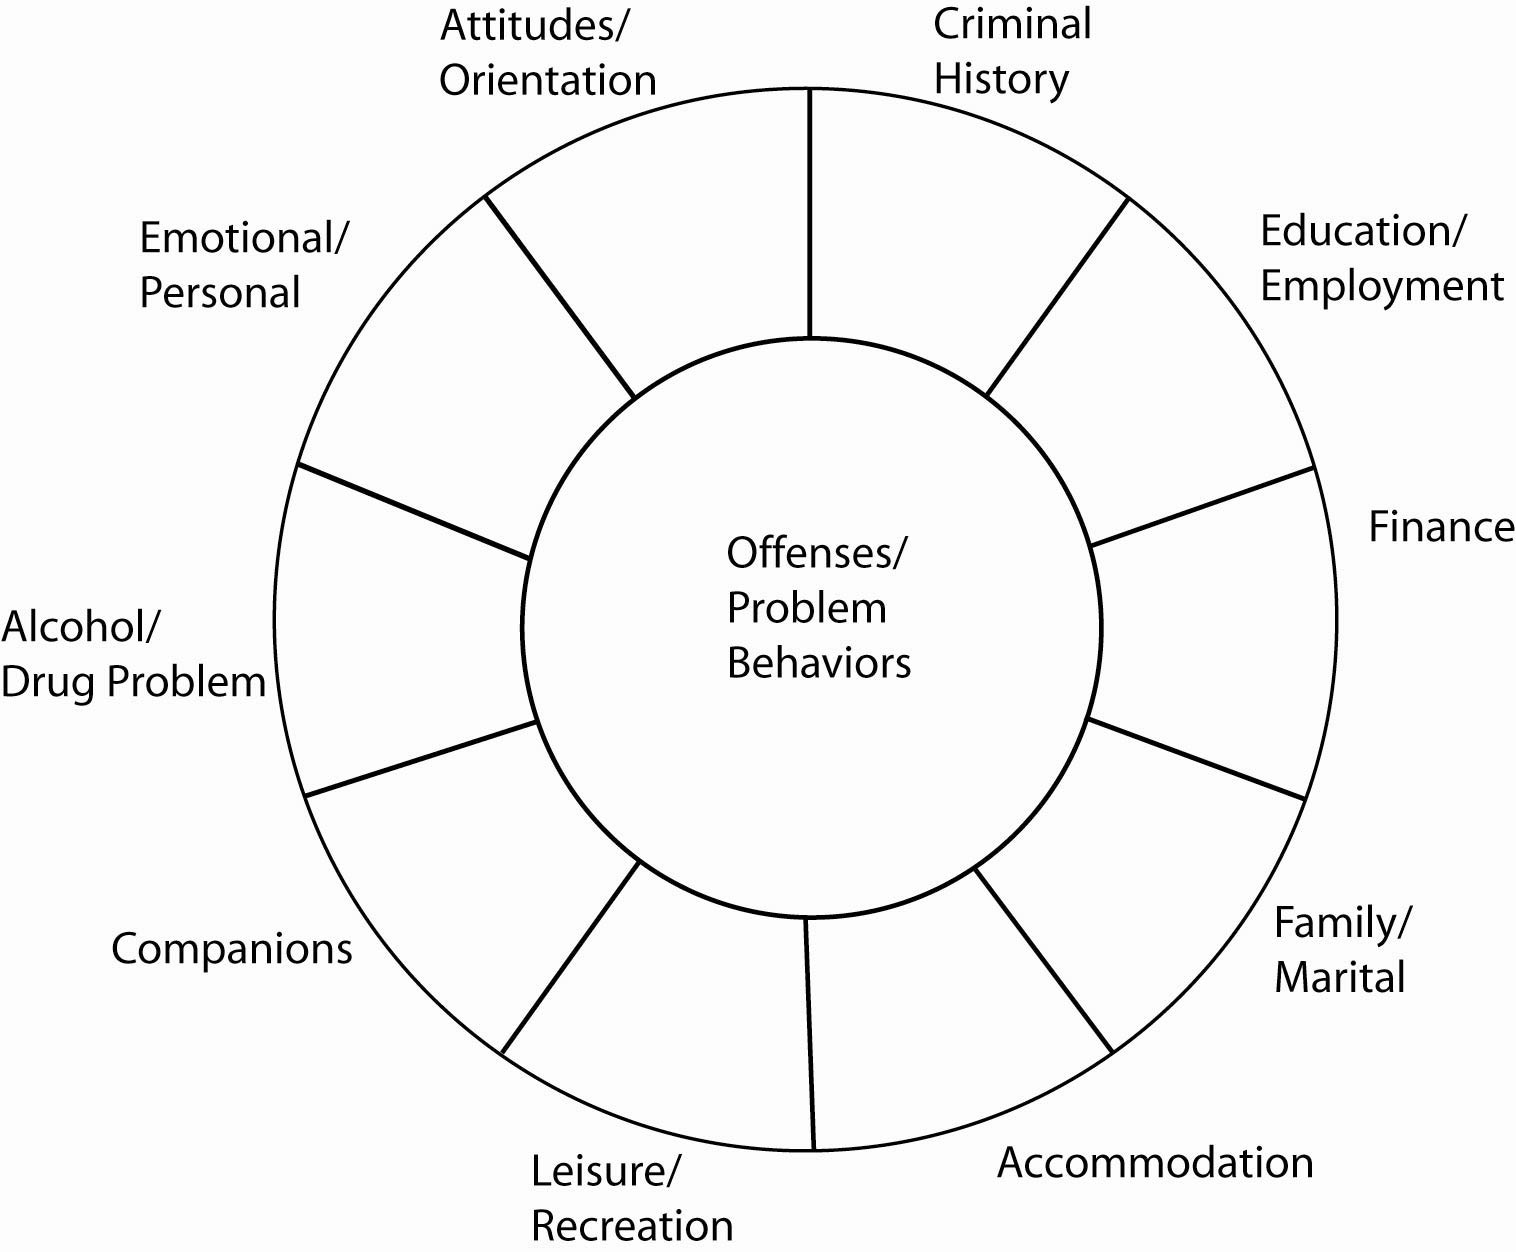 Attitudes/
Orientation
Criminal
History
Emotional/
Personal
Education/
Employment
Finance
Offenses/
Problem
Behaviors
Alcohol/
Drug Problem
Family/
Marital
Companions
Accommodation
Leisure/
Recreation